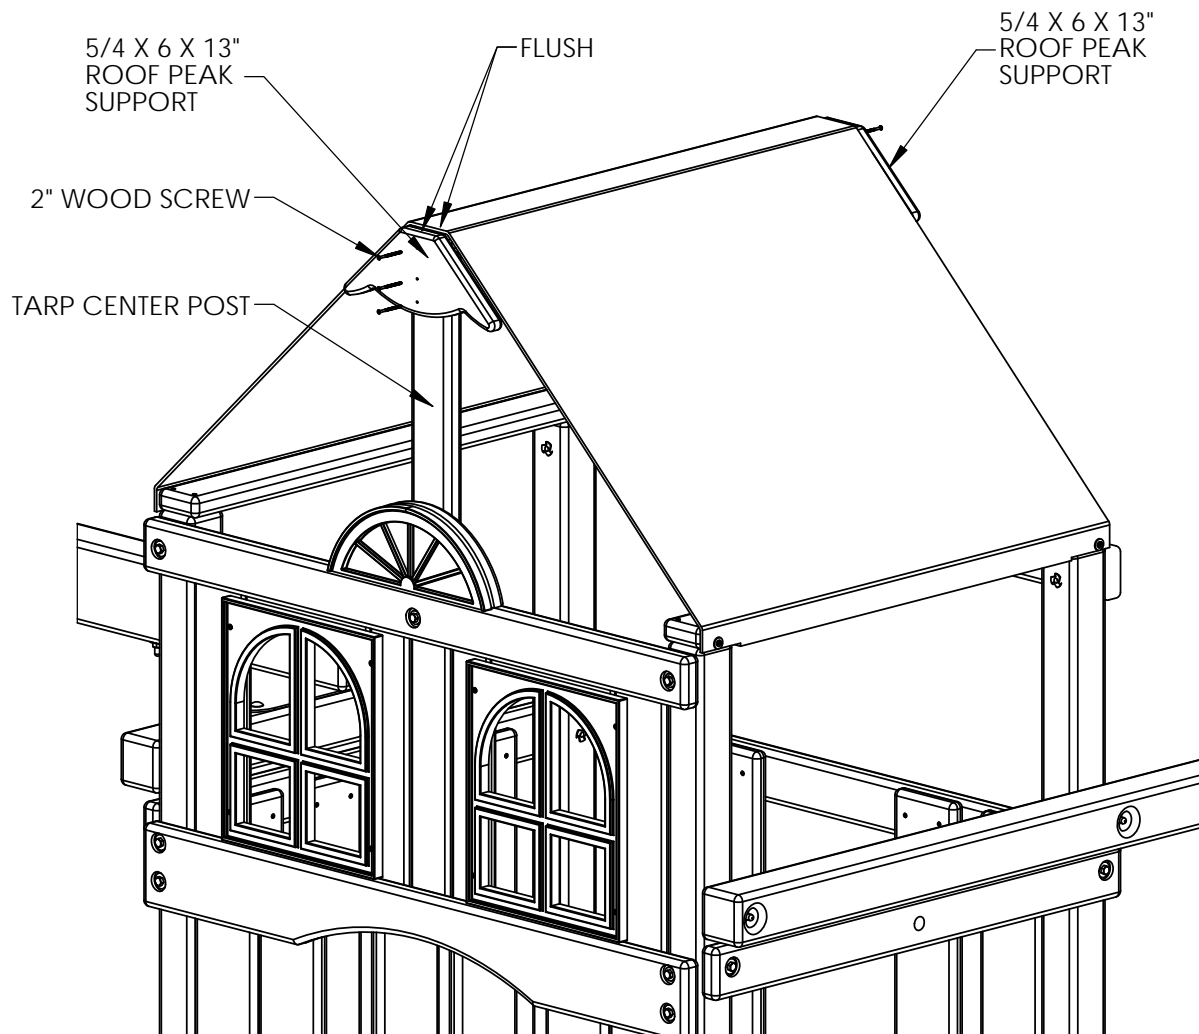 5/4 X 6 X 13"
ROOF PEAK
SUPPORT
FLUSH
5/4 X 6 X 13"
ROOF PEAK
SUPPORT
2" WOOD SCREW
TARP CENTER POST